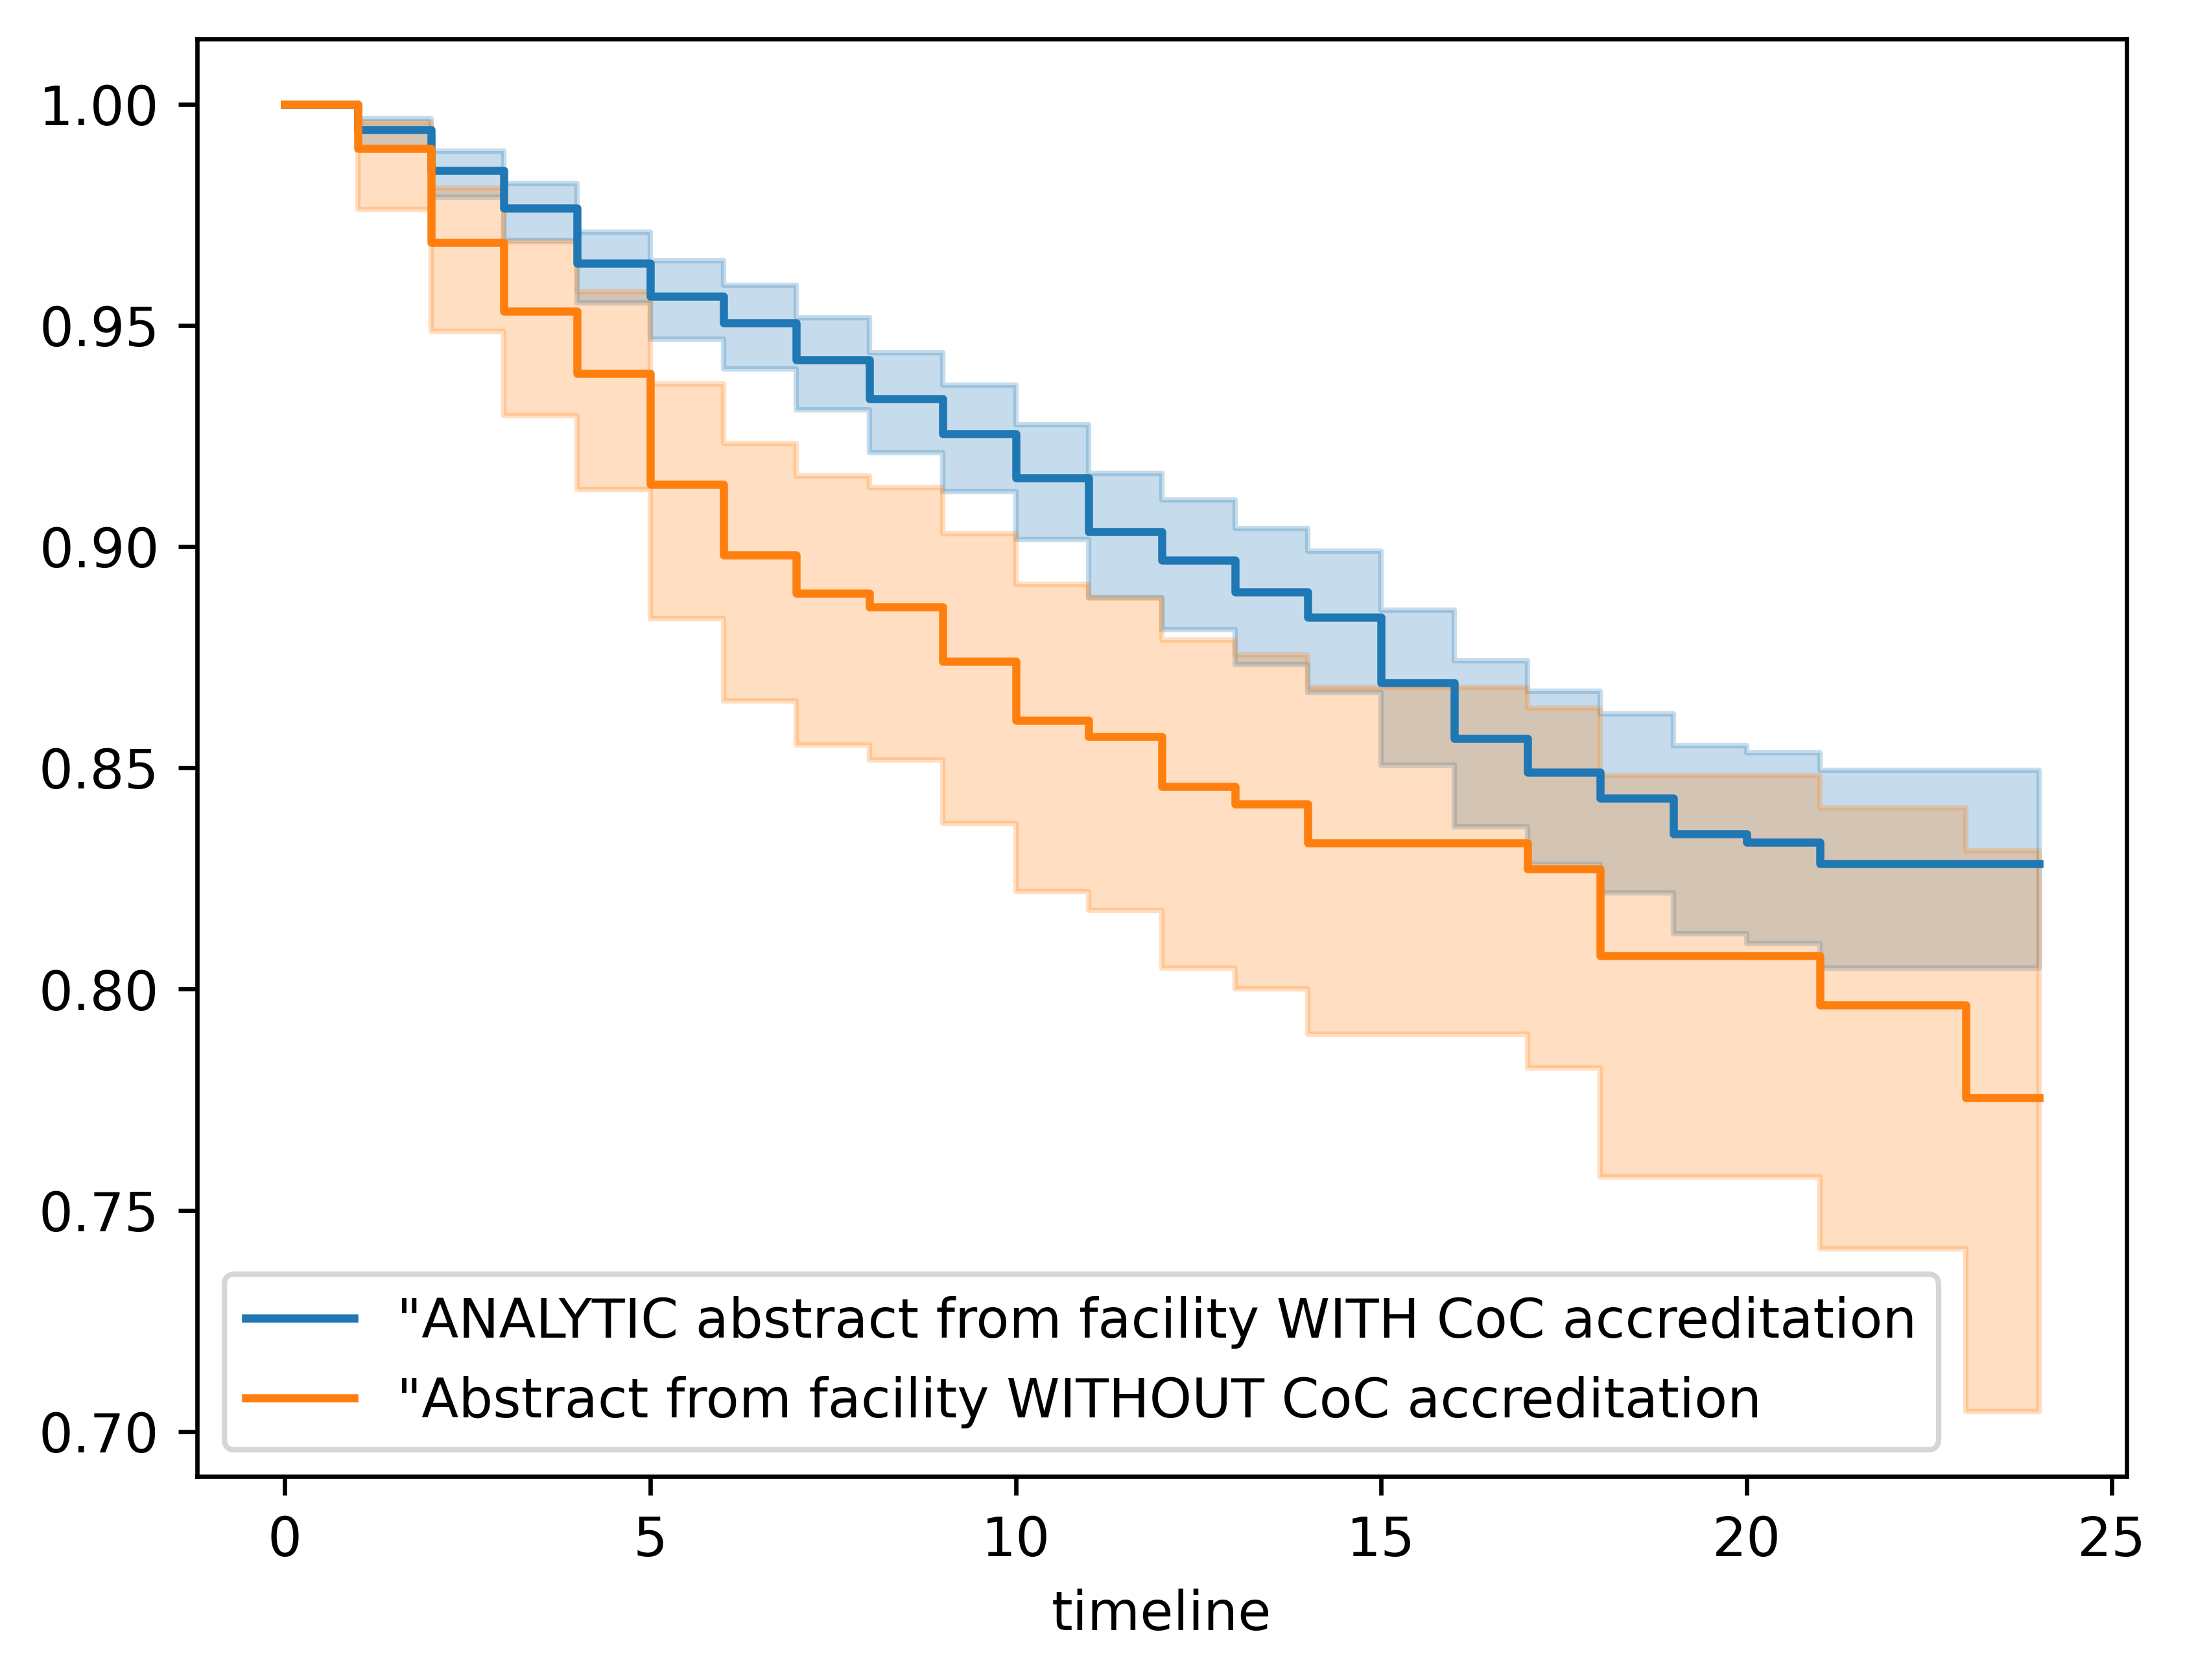 1.00
0.95
0.90
0.85
0.80
0.75
0.70
"ANALYTIC abstract from facility WITH CoC accreditation
"Abstract from facility WITHOUT CoC accreditation
0 5 10 15 20 25
timeline